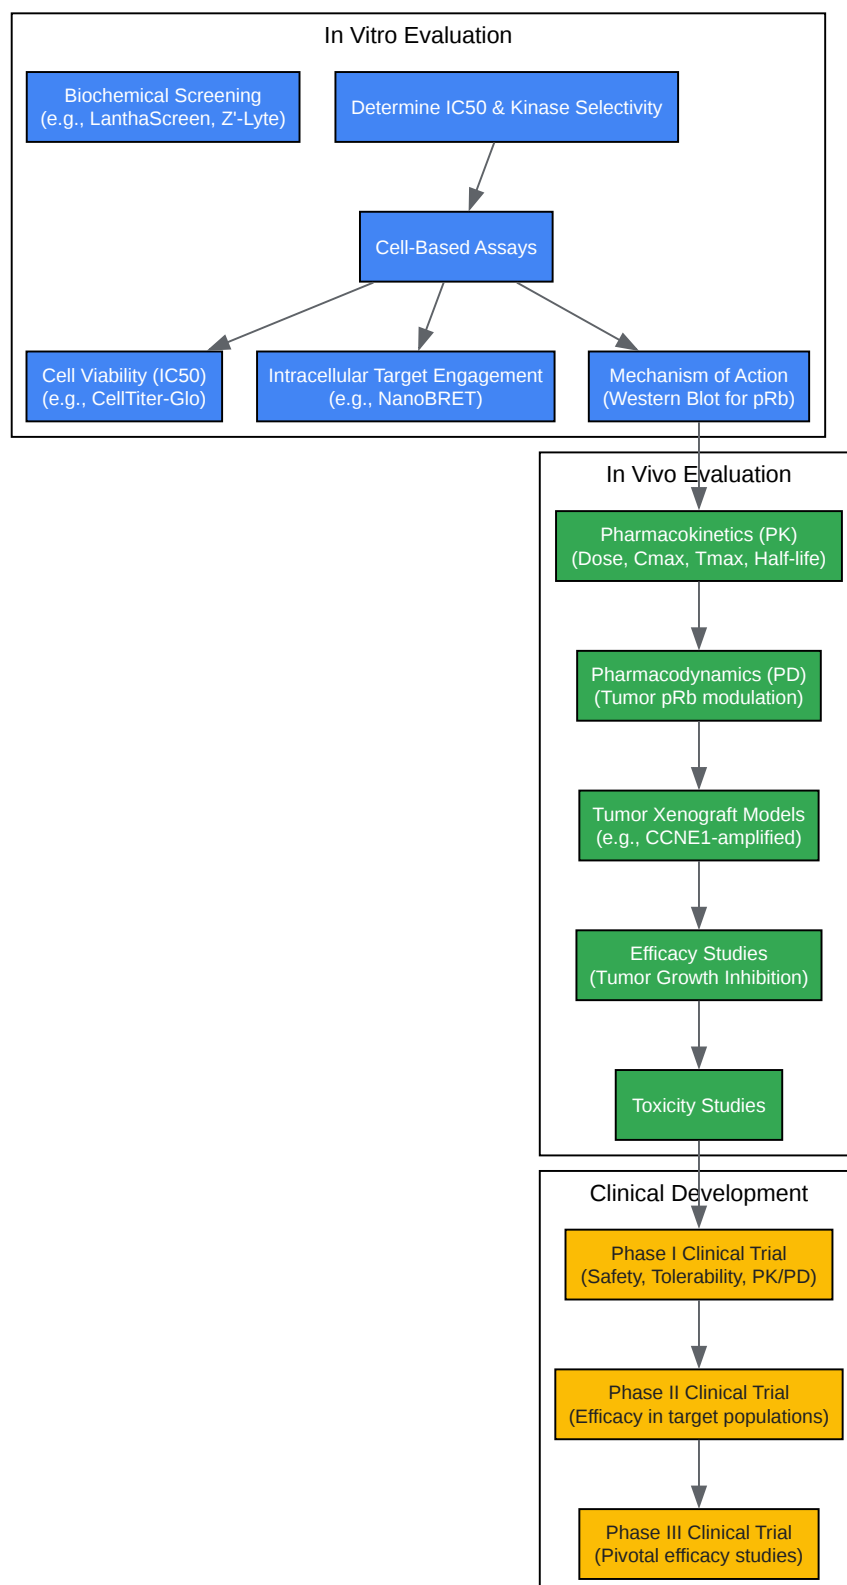 In Vitro Evaluation
Biochemical Screening
(e.g., LanthaScreen, Z'-Lyte)
Determine IC50 & Kinase Selectivity
Cell-Based Assays
Cell Viability (IC50)
(e.g., CellTiter-Glo)
Intracellular Target Engagement
(e.g., NanoBRET)
Mechanism of Action
(Western Blot for pRb)
In Vivo Evaluation
Pharmacokinetics (PK)
(Dose, Cmax, Tmax, Half-life)
Pharmacodynamics (PD)
(Tumor pRb modulation)
Tumor Xenograft Models
(e.g., CCNE1-amplified)
Efficacy Studies
(Tumor Growth Inhibition)
Toxicity Studies
Clinical Development
Phase I Clinical Trial
(Safety, Tolerability, PK/PD)
Phase II Clinical Trial
(Efficacy in target populations)
Phase III Clinical Trial
(Pivotal efficacy studies)